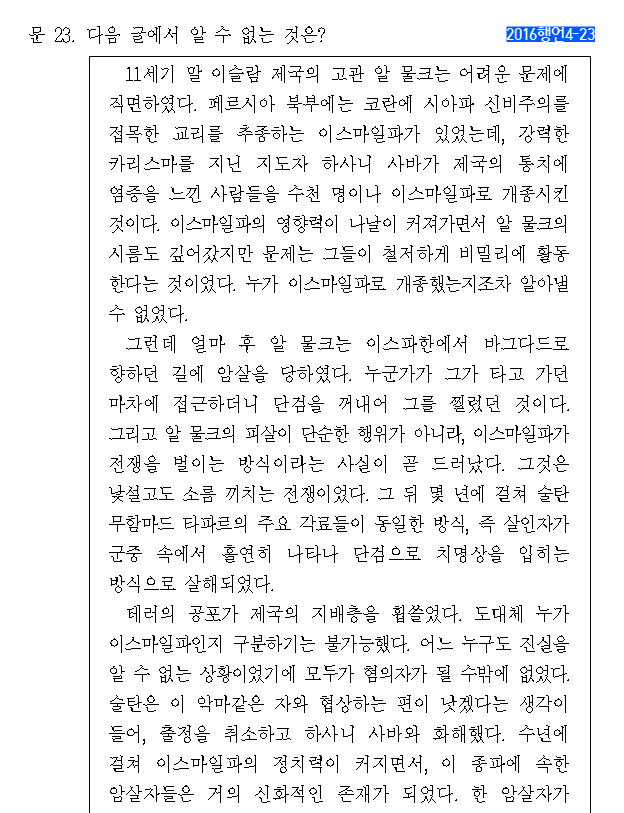 문 23. 다음 글에서 알 수 없는 것은?
2016행언4-23
11세기 말 이슬람 제국의 고관 알 물크는 어려운 문제에
직면하였다. 페르시아 북부에는 코란에 시아파 신비주의를
접목한 교리를 추종하는 이스마일파가 있었는데, 강력한
카리스마를 지닌 지도자 하사니 사바가 제국의 통치에
염증을 느낀 사람들을 수천 명이나 이스마일파로 개종시킨
것이다. 이스마일파의 영향력이 나날이 커져가면서 알 물크의
시름도 깊어갔지만 문제는 그들이 철저하게 비밀리에 활동
한다는 것이었다. 누가 이스마일파로 개종했는지조차 알아낼
수 없었다.
그런데 얼마 후 알 물크는 이스파한에서 바그다드로
향하던 길에 암살을 당하였다. 누군가가 그가 타고 가던
마차에 접근하더니 단검을 꺼내어 그를 찔렀던 것이다.
그리고 알 물크의 피살이 단순한 행위가 아니라, 이스마일파가
전쟁을 벌이는 방식이라는 사실이 곧 드러났다. 그것은
낯설고도 소름 끼치는 전쟁이었다. 그 뒤 몇 년에 걸쳐 술탄
무함마드 타파르의 주요 각료들이 동일한 방식, 즉 살인자가
군중 속에서 홀연히 나타나 단검으로 치명상을 입히는
방식으로 살해되었다.
테러의 공포가 제국의 지배층을 휩쓸었다. 도대체 누가
이스마일파인지 구분하기는 불가능했다. 어느 누구도 진실을
알 수 없는 상황이었기에 모두가 혐의자가 될 수밖에 없었다.
술탄은 이 악마같은 자와 협상하는 편이 낫겠다는 생각이
들어, 출정을 취소하고 하사니 사바와 화해했다. 수년에
걸쳐 이스마일파의 정치력이 커지면서, 이 종파에 속한
암살자들은 거의 신화적인 존재가 되었다. 한 암살자가